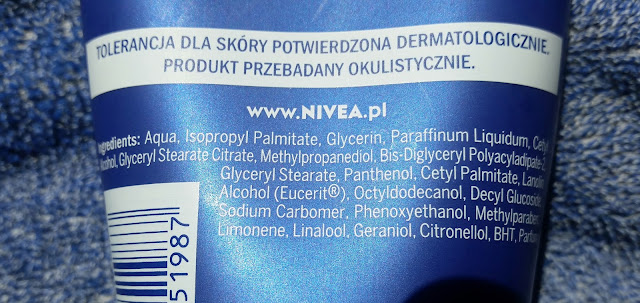 TOLERANCJA DLA SKÓRY POTWIERDZONA DERMATOLOGICZNIE.
PRODUKT PRZEBADANY OKULISTYCZNIE.
www.NIVEA.pl
Ingredients: Aqua, Isopropyl Palmitate, Glycerin, Paraffinum Liquidum, Cetyl
Alcohol, Glyceryl Stearate Citrate, Methylpropanediol, Bis-Diglyceryl Polyacyladipate-2,
Glyceryl Stearate, Panthenol, Cetyl Palmitate, Lanolin
Alcohol (Eucerit®), Octyldodecanol, Decyl Glucoside,
Sodium Carbomer, Phenoxyethanol, Methylparaben,
Limonene, Linalool, Geraniol, Citronellol, BHT, Parfum
51987